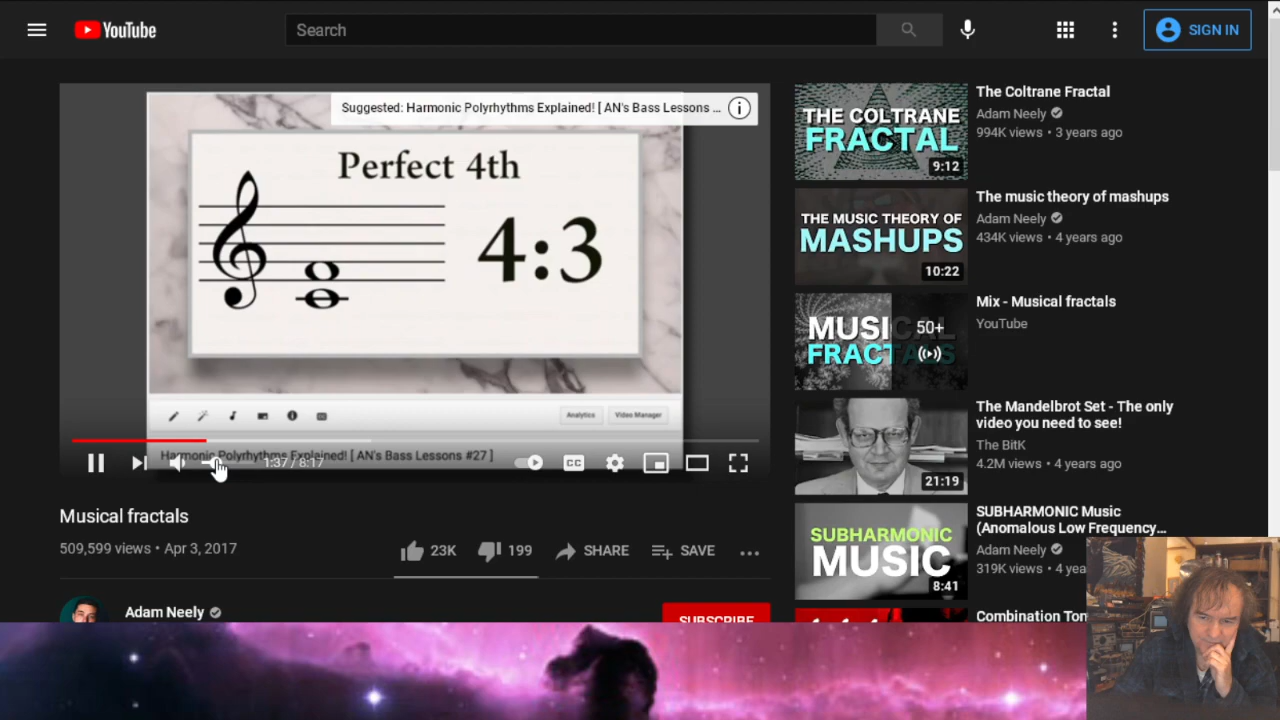 YouTube
Search
SIGN IN
Suggested: Harmonic Polyrhythms Explained! [ AN's Bass Lessons ...
Perfect 4th
4:3
Analytics
Video Manager
Harmonic Polyrhythms Explained! [ AN's Bass Lessons #27 ]
1:37 / 8:17
CC
Musical fractals
509,599 views • Apr 3, 2017
23K
199
SHARE
SAVE
Adam Neely
SUBSCRIBE
THE COLTRANE
FRACTAL
9:12
The Coltrane Fractal
Adam Neely
994K views • 3 years ago
THE MUSIC THEORY OF
MASHUPS
10:22
The music theory of mashups
Adam Neely
434K views • 4 years ago
MUSICAL
FRACTALS
50+
Mix - Musical fractals
YouTube
21:19
The Mandelbrot Set - The only
video you need to see!
The BitK
4.2M views • 4 years ago
SUBHARMONIC
MUSIC
8:41
SUBHARMONIC Music
(Anomalous Low Frequency...
Adam Neely
319K views • 4 yea
Combination Ton